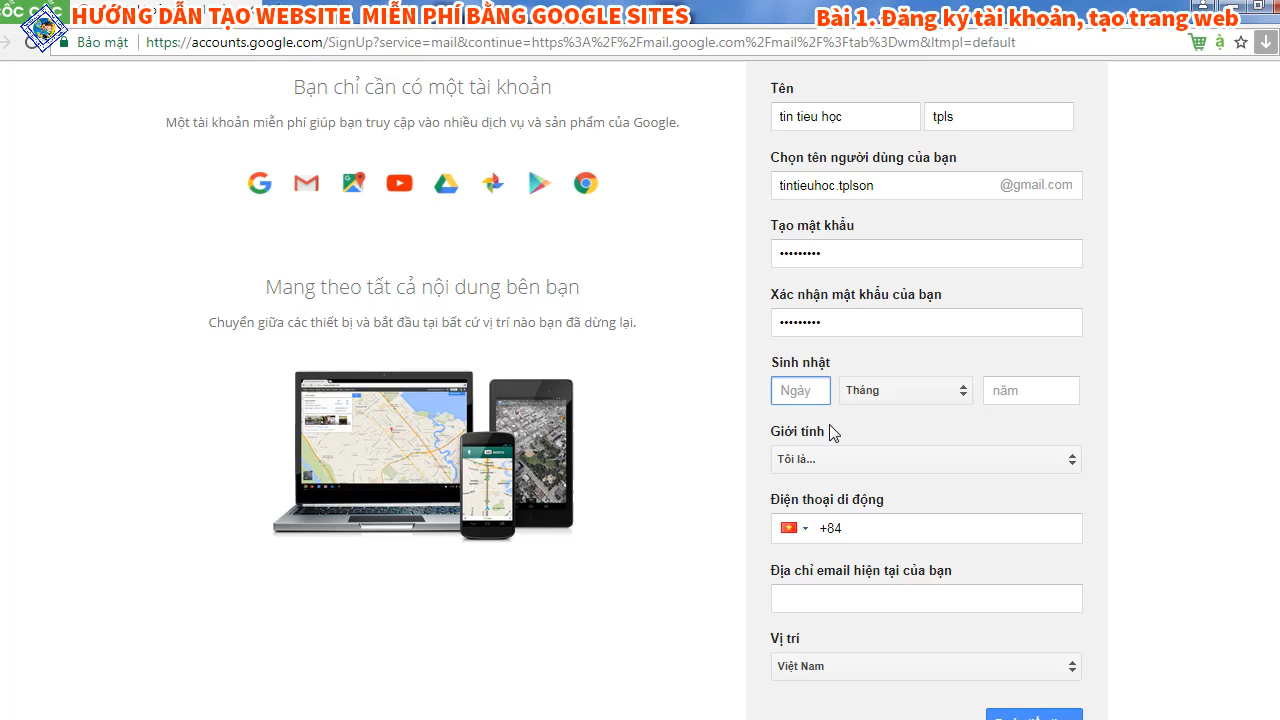 CỐC CỐC
HƯỚNG DẪN TẠO WEBSITE MIỄN PHÍ BẰNG GOOGLE SITES
Bài 1. Đăng ký tài khoản, tạo trang web
Bảo mật
https://accounts.google.com/SignUp?service=mail&continue=https%3A%2F%2Fmail.google.com%2Fmail%2F%3Ftab%3Dwm&ltmpl=default
Bạn chỉ cần có một tài khoản
Một tài khoản miễn phí giúp bạn truy cập vào nhiều dịch vụ và sản phẩm của Google.
Mang theo tất cả nội dung bên bạn
Chuyển giữa các thiết bị và bắt đầu tại bất cứ vị trí nào bạn đã dừng lại.
Tên
tin tieu học tpls
Chọn tên người dùng của bạn
tintieuhoc.tplson @gmail.com
Tạo mật khẩu
•••••••••
Xác nhận mật khẩu của bạn
•••••••••
Sinh nhật
Ngày Tháng năm
Giới tính
Tôi là...
Điện thoại di động
+84
Địa chỉ email hiện tại của bạn
Vị trí
Việt Nam